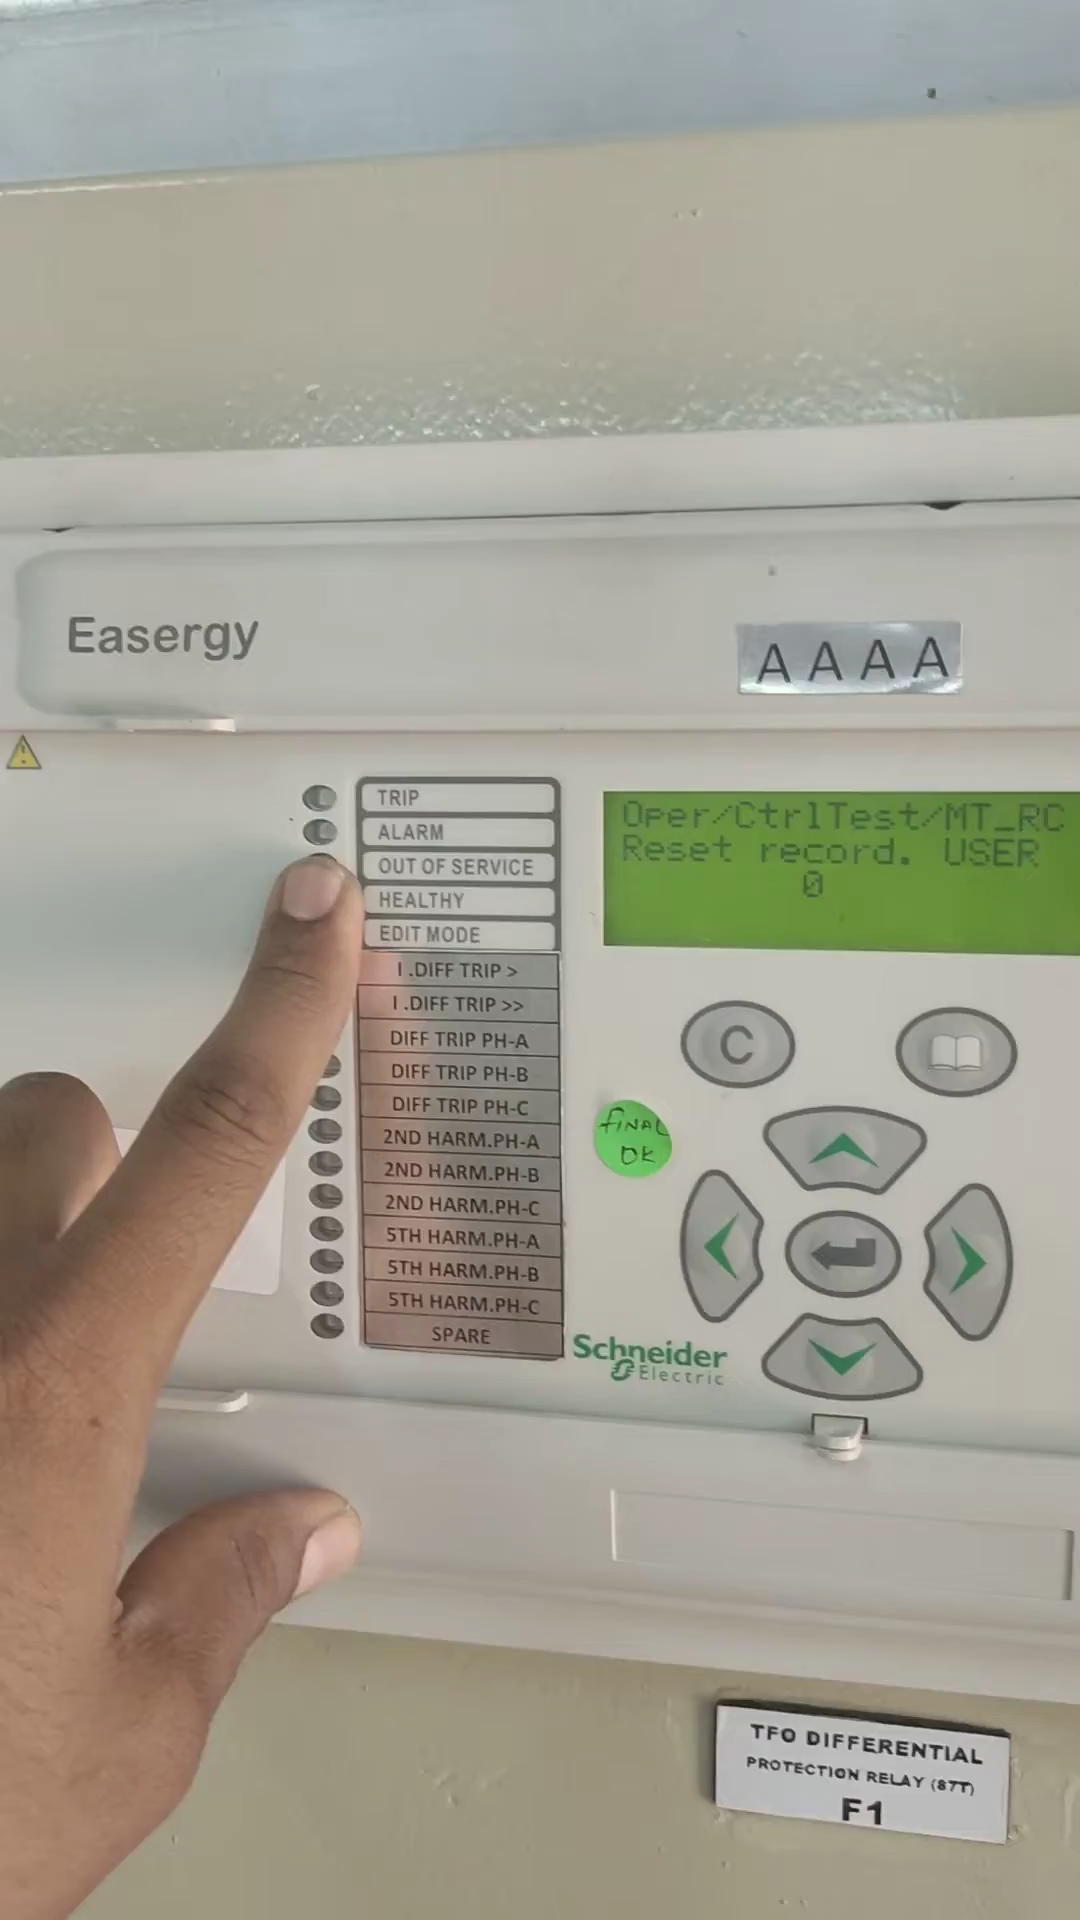 Easergy
AAAA
TRIP
ALARM
OUT OF SERVICE
HEALTHY
EDIT MODE
I .DIFF TRIP >
I .DIFF TRIP >>
DIFF TRIP PH-A
DIFF TRIP PH-B
DIFF TRIP PH-C
2ND HARM.PH-A
2ND HARM.PH-B
2ND HARM.PH-C
5TH HARM.PH-A
5TH HARM.PH-B
5TH HARM.PH-C
SPARE
Oper/CtrlTest/MT_RC
Reset record. USER
0
C
FINAL
OK
Schneider
Electric
TFO DIFFERENTIAL
PROTECTION RELAY (87T)
F1